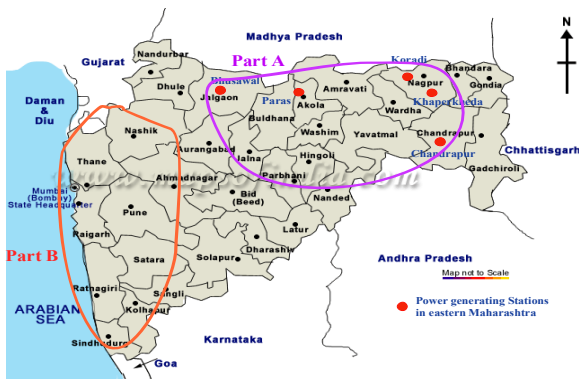 Madhya Pradesh
N
Nandurbar
Part A
Koradi
Gujarat
Bhusawal
Nagpur
Bhandara
Gondia
Dhule
Jalgaon
Amravati
Paras
Akola
Khaperkaeda
Daman
&
Diu
Buldhana
Wardha
Nashik
Washim
Yavatmal
Chandrapur
Aurangabad
Chandrapur
Chhattisgarh
Thane
Jalna
Hingoli
Gadchiroli
Ahmadnagar
Parbhani
Mumbai
(Bombay)
State Headquarter
Bid
(Beed)
Nanded
Pune
Raigarh
Latur
Part B
Dharashiv
Andhra Pradesh
Satara
Solapur
Map not to Scale
Ratnagiri
Sangli
ARABIAN
SEA
Kolhapur
Power generating Stations
in eastern Maharashtra
Sindhudurg
Karnataka
Goa